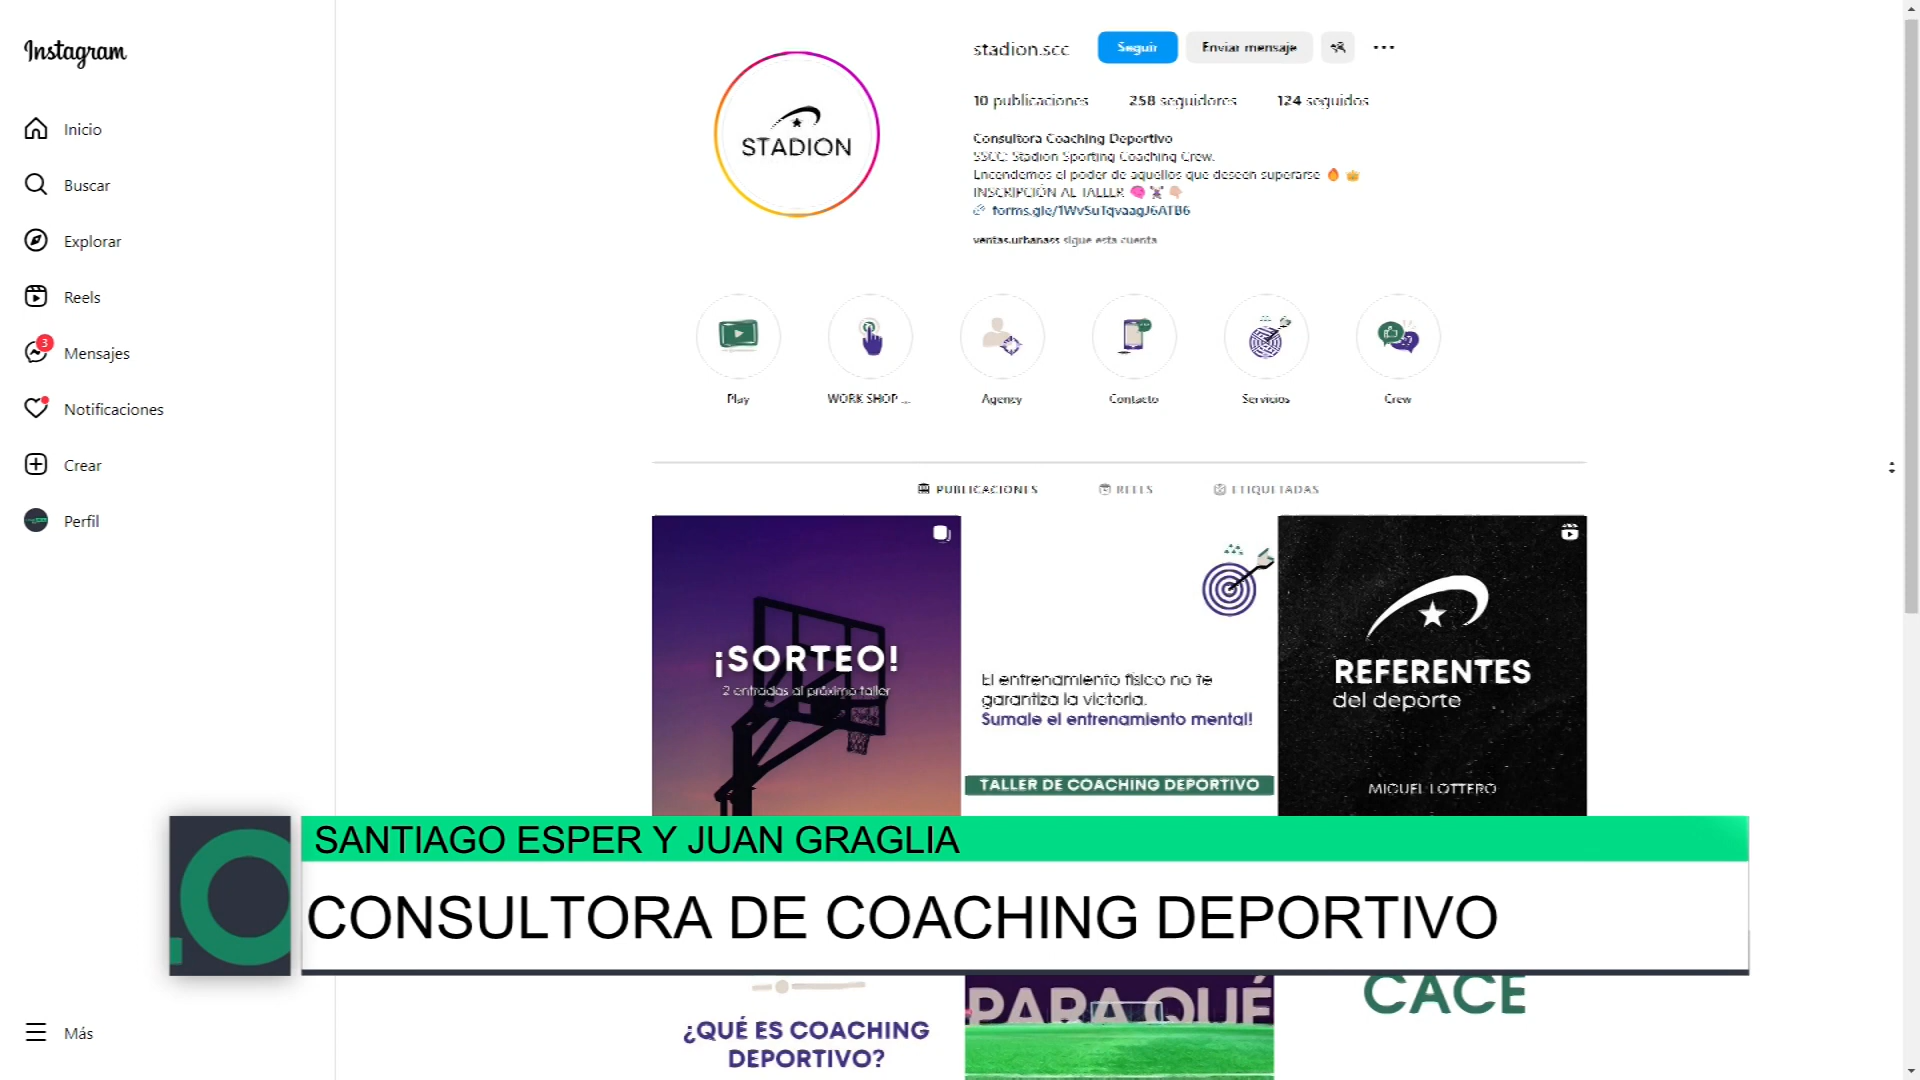 Instagram
Inicio
Buscar
Explorar
Reels
3
Mensajes
Notificaciones
Crear
Perfil
Más
STADION
stadion.scc
Seguir
Enviar mensaje
10 publicaciones
258 seguidores
124 seguidos
Consultora Coaching Deportivo
SSCC: Stadion Sporting Coaching Crew.
Encendemos el poder de aquellos que deseen superarse 🔥 👑
INSCRIPCIÓN AL TALLER
ventas.urbanass sigue esta cuenta
Play
WORK SHOP ...
Agency
Contacto
Servicios
Crew
PUBLICACIONES
REELS
ETIQUETADAS
¡SORTEO!
2 entradas al próximo taller
El entrenamiento físico no te
garantiza la victoria.
Sumale el entrenamiento mental!
TALLER DE COACHING DEPORTIVO
REFERENTES
del deporte
MIGUEL LOTTERO
SANTIAGO ESPER Y JUAN GRAGLIA
CONSULTORA DE COACHING DEPORTIVO
¿QUÉ ES COACHING
DEPORTIVO?
PARA QUÉ
CACE